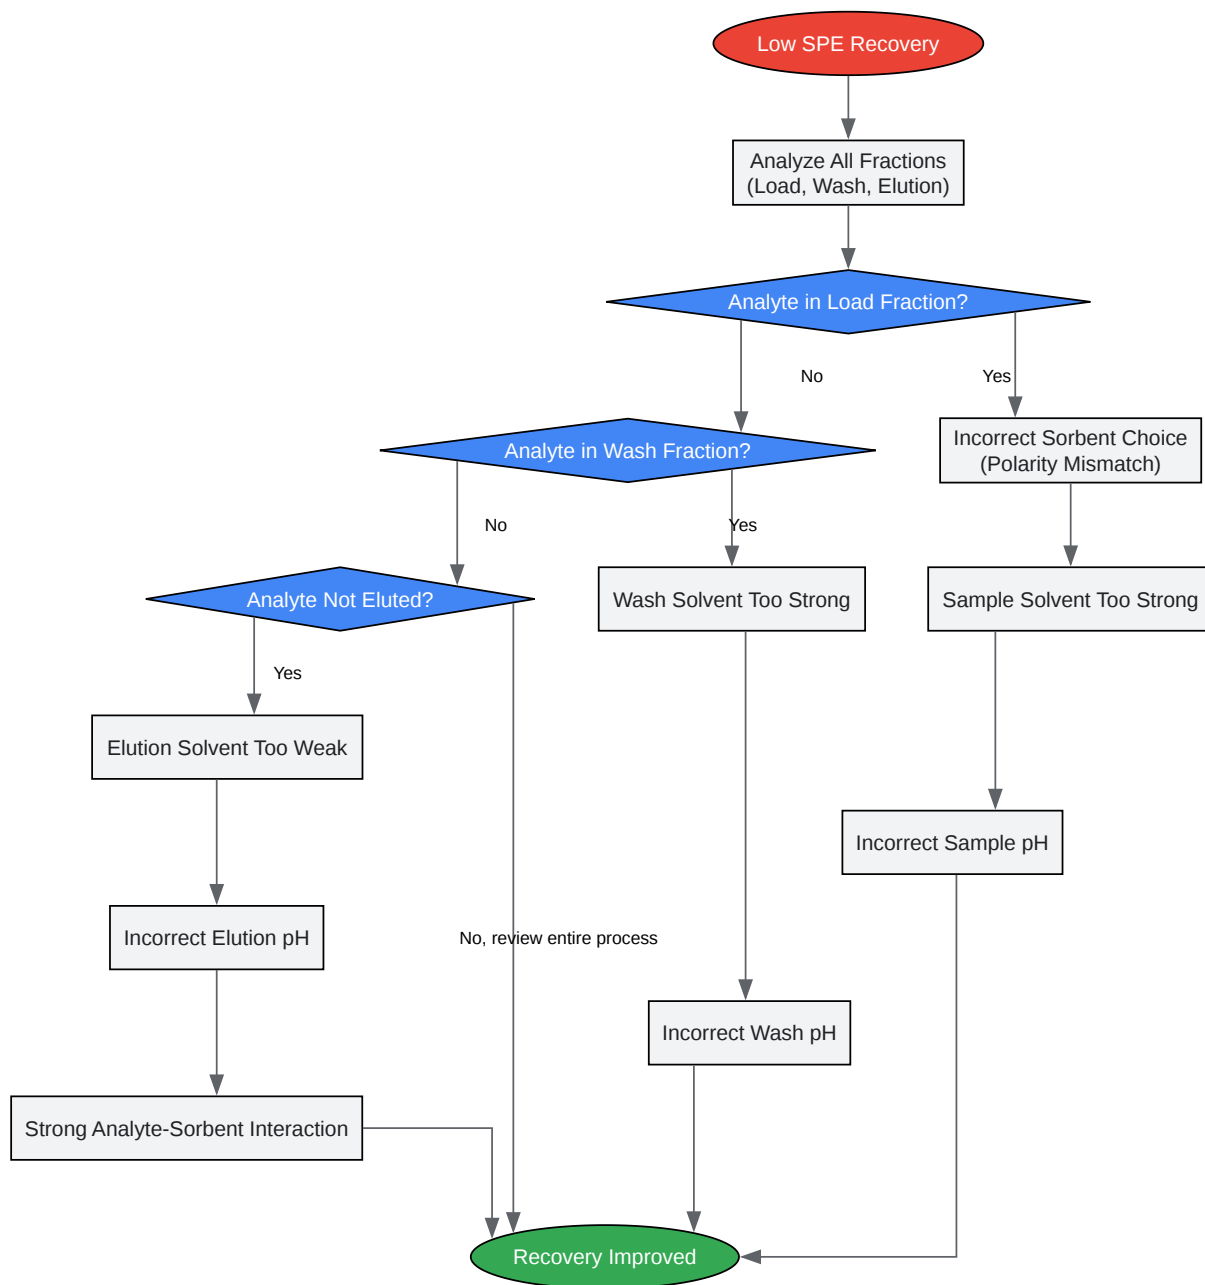 Low SPE Recovery
Analyze All Fractions
(Load, Wash, Elution)
Analyte in Load Fraction?
No
Yes
Analyte in Wash Fraction?
Incorrect Sorbent Choice
(Polarity Mismatch)
No
Yes
Analyte Not Eluted?
Wash Solvent Too Strong
Sample Solvent Too Strong
Yes
Elution Solvent Too Weak
Incorrect Sample pH
Incorrect Elution pH
No, review entire process
Incorrect Wash pH
Strong Analyte-Sorbent Interaction
Recovery Improved